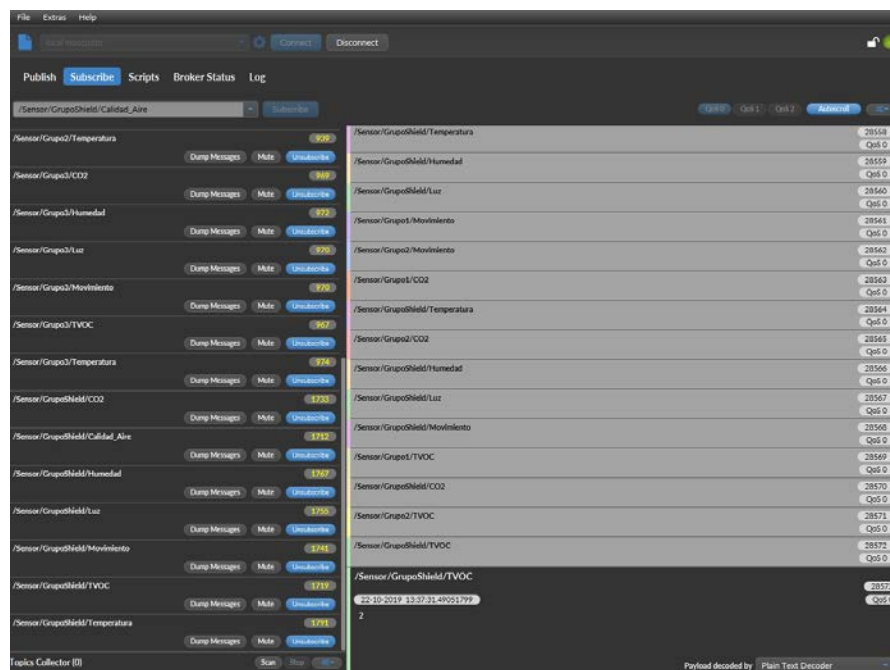 File Extras Help
Connect Disconnect
Publish Subscribe Scripts Broker Status Log
/Sensor/GrupoShield/Calidad_Aire Subscribe
QoS 0 QoS 1 QoS 2 Autoscroll
/Sensor/Grupo2/Temperatura 939
Dump Messages Mute Unsubscribe
/Sensor/Grupo3/CO2 969
Dump Messages Mute Unsubscribe
/Sensor/Grupo3/Humedad 972
Dump Messages Mute Unsubscribe
/Sensor/Grupo3/Luz 970
Dump Messages Mute Unsubscribe
/Sensor/Grupo3/Movimiento 970
Dump Messages Mute Unsubscribe
/Sensor/Grupo3/TVOC 967
Dump Messages Mute Unsubscribe
/Sensor/Grupo3/Temperatura 974
Dump Messages Mute Unsubscribe
/Sensor/GrupoShield/CO2 1733
Dump Messages Mute Unsubscribe
/Sensor/GrupoShield/Calidad_Aire 1712
Dump Messages Mute Unsubscribe
/Sensor/GrupoShield/Humedad 1767
Dump Messages Mute Unsubscribe
/Sensor/GrupoShield/Luz 1755
Dump Messages Mute Unsubscribe
/Sensor/GrupoShield/Movimiento 1741
Dump Messages Mute Unsubscribe
/Sensor/GrupoShield/TVOC 1719
Dump Messages Mute Unsubscribe
/Sensor/GrupoShield/Temperatura 1791
Dump Messages Mute Unsubscribe
Topics Collector (0) Scan Stop
/Sensor/GrupoShield/Temperatura 28558
QoS 0
/Sensor/GrupoShield/Humedad 28559
QoS 0
/Sensor/GrupoShield/Luz 28560
QoS 0
/Sensor/Grupo1/Movimiento 28561
QoS 0
/Sensor/Grupo2/Movimiento 28562
QoS 0
/Sensor/Grupo1/CO2 28563
QoS 0
/Sensor/GrupoShield/Temperatura 28564
QoS 0
/Sensor/Grupo2/CO2 28565
QoS 0
/Sensor/GrupoShield/Humedad 28566
QoS 0
/Sensor/GrupoShield/Luz 28567
QoS 0
/Sensor/GrupoShield/Movimiento 28568
QoS 0
/Sensor/Grupo1/TVOC 28569
QoS 0
/Sensor/GrupoShield/CO2 28570
QoS 0
/Sensor/Grupo2/TVOC 28571
QoS 0
/Sensor/GrupoShield/TVOC 28572
QoS 0
/Sensor/GrupoShield/TVOC 2857
22-10-2019 13:37:31.49051799 QoS
2
Payload decoded by Plain Text Decoder